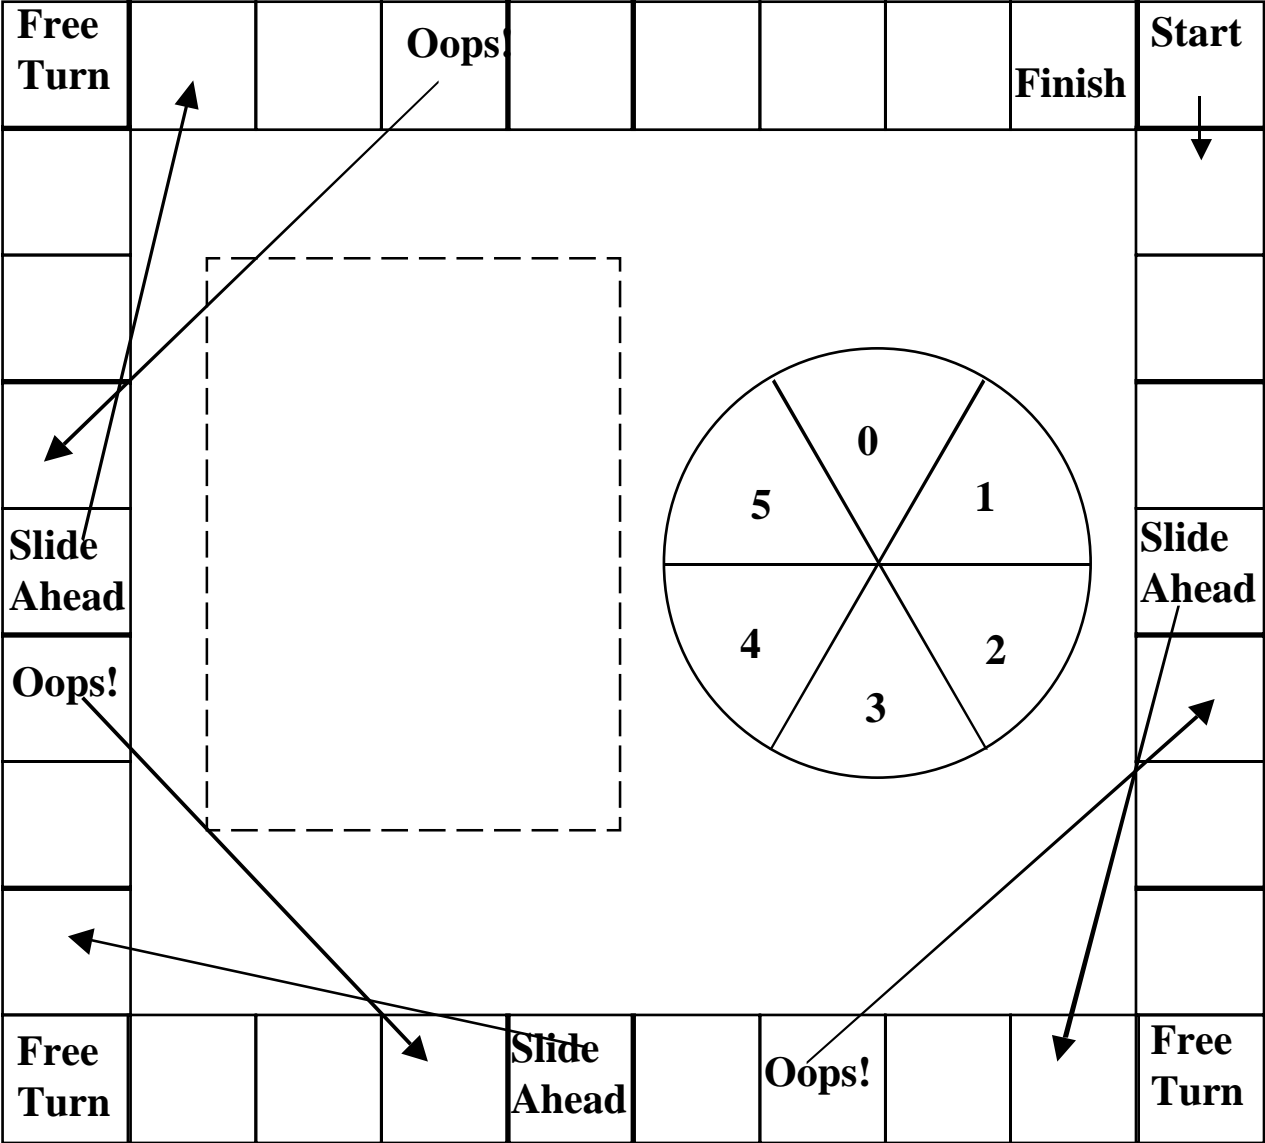 Free
Turn
Oops!
Finish
Start
0
1
5
4
2
3
Slide
Ahead
Slide
Ahead
Oops!
Free
Turn
Slide
Ahead
Oops!
Free
Turn